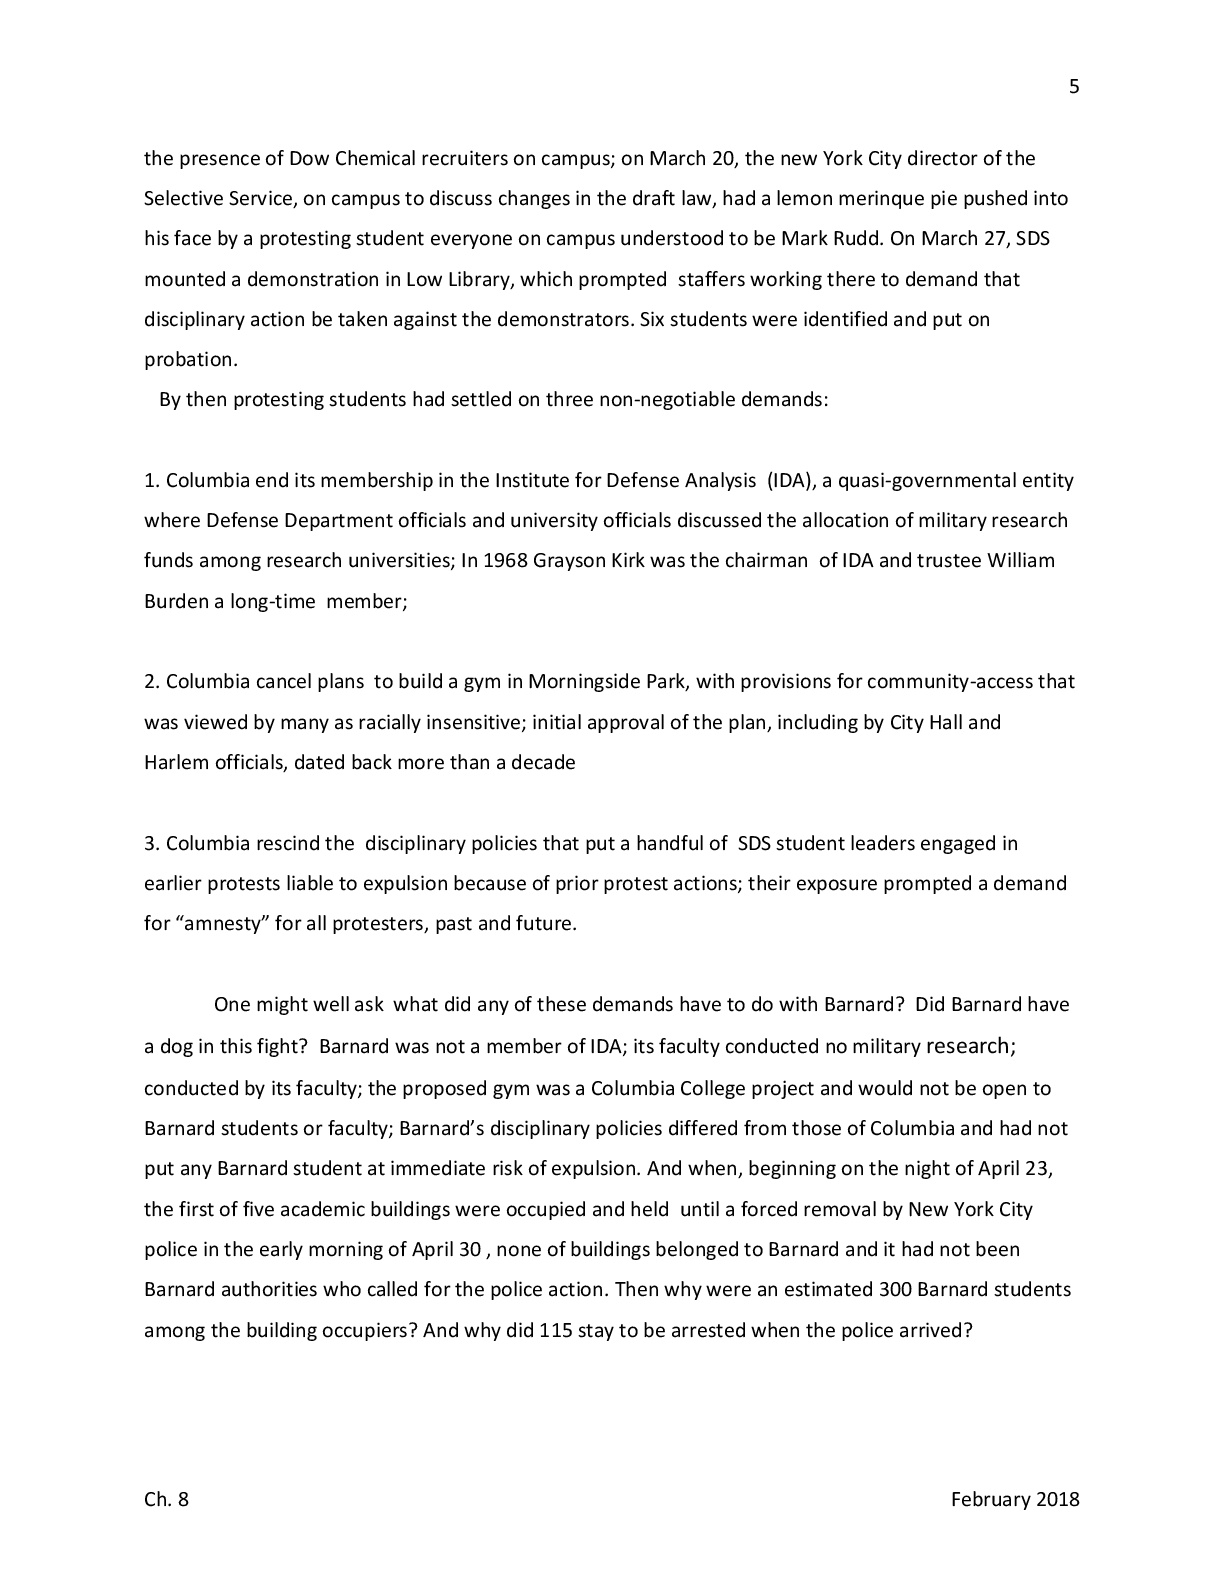 5
the presence of Dow Chemical recruiters on campus; on March 20, the new York City director of the
Selective Service, on campus to discuss changes in the draft law, had a lemon merinque pie pushed into
his face by a protesting student everyone on campus understood to be Mark Rudd. On March 27, SDS
mounted a demonstration in Low Library, which prompted  staffers working there to demand that
disciplinary action be taken against the demonstrators. Six students were identified and put on
probation.
By then protesting students had settled on three non-negotiable demands:
1. Columbia end its membership in the Institute for Defense Analysis  (IDA), a quasi-governmental entity
where Defense Department officials and university officials discussed the allocation of military research
funds among research universities; In 1968 Grayson Kirk was the chairman  of IDA and trustee William
Burden a long-time  member;
2. Columbia cancel plans  to build a gym in Morningside Park, with provisions for community-access that
was viewed by many as racially insensitive; initial approval of the plan, including by City Hall and
Harlem officials, dated back more than a decade
3. Columbia rescind the  disciplinary policies that put a handful of  SDS student leaders engaged in
earlier protests liable to expulsion because of prior protest actions; their exposure prompted a demand
for “amnesty” for all protesters, past and future.
One might well ask  what did any of these demands have to do with Barnard?  Did Barnard have
a dog in this fight?  Barnard was not a member of IDA; its faculty conducted no military research;
conducted by its faculty; the proposed gym was a Columbia College project and would not be open to
Barnard students or faculty; Barnard’s disciplinary policies differed from those of Columbia and had not
put any Barnard student at immediate risk of expulsion. And when, beginning on the night of April 23,
the first of five academic buildings were occupied and held  until a forced removal by New York City
police in the early morning of April 30 , none of buildings belonged to Barnard and it had not been
Barnard authorities who called for the police action. Then why were an estimated 300 Barnard students
among the building occupiers? And why did 115 stay to be arrested when the police arrived?
Ch. 8
February 2018